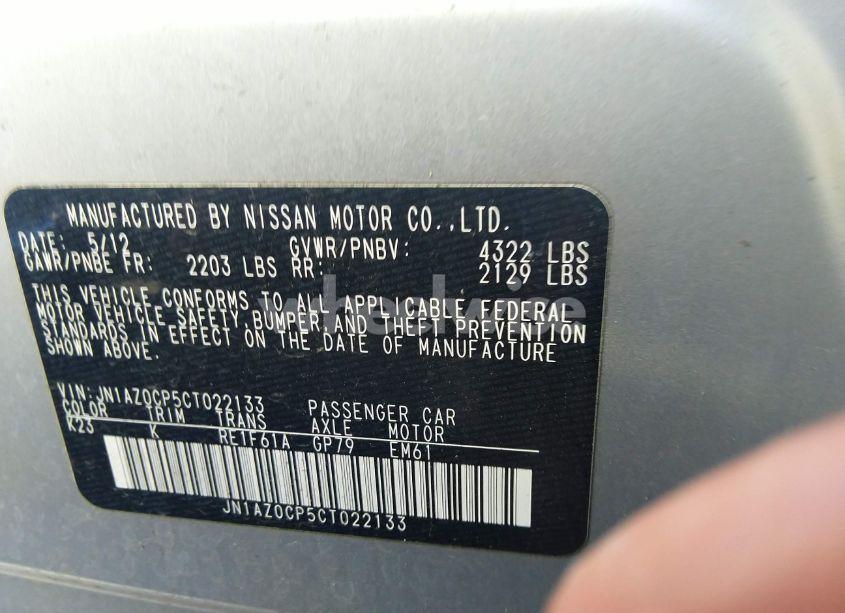 MANUFACTURED BY NISSAN MOTOR CO.,LTD.
DATE: 5/12 GVWR/PNBV: 4322 LBS
GAWR/PNBE FR: 2203 LBS RR: 2129 LBS
THIS VEHICLE CONFORMS TO ALL APPLICABLE FEDERAL
MOTOR VEHICLE SAFETY,BUMPER,AND THEFT PREVENTION
STANDARDS IN EFFECT ON THE DATE OF MANUFACTURE
SHOWN ABOVE.
VIN:JN1AZ0CP5CT022133 PASSENGER CAR
COLOR TRIM TRANS AXLE MOTOR
K23 K RE1F61A GP79 EM61
JN1AZ0CP5CT022133